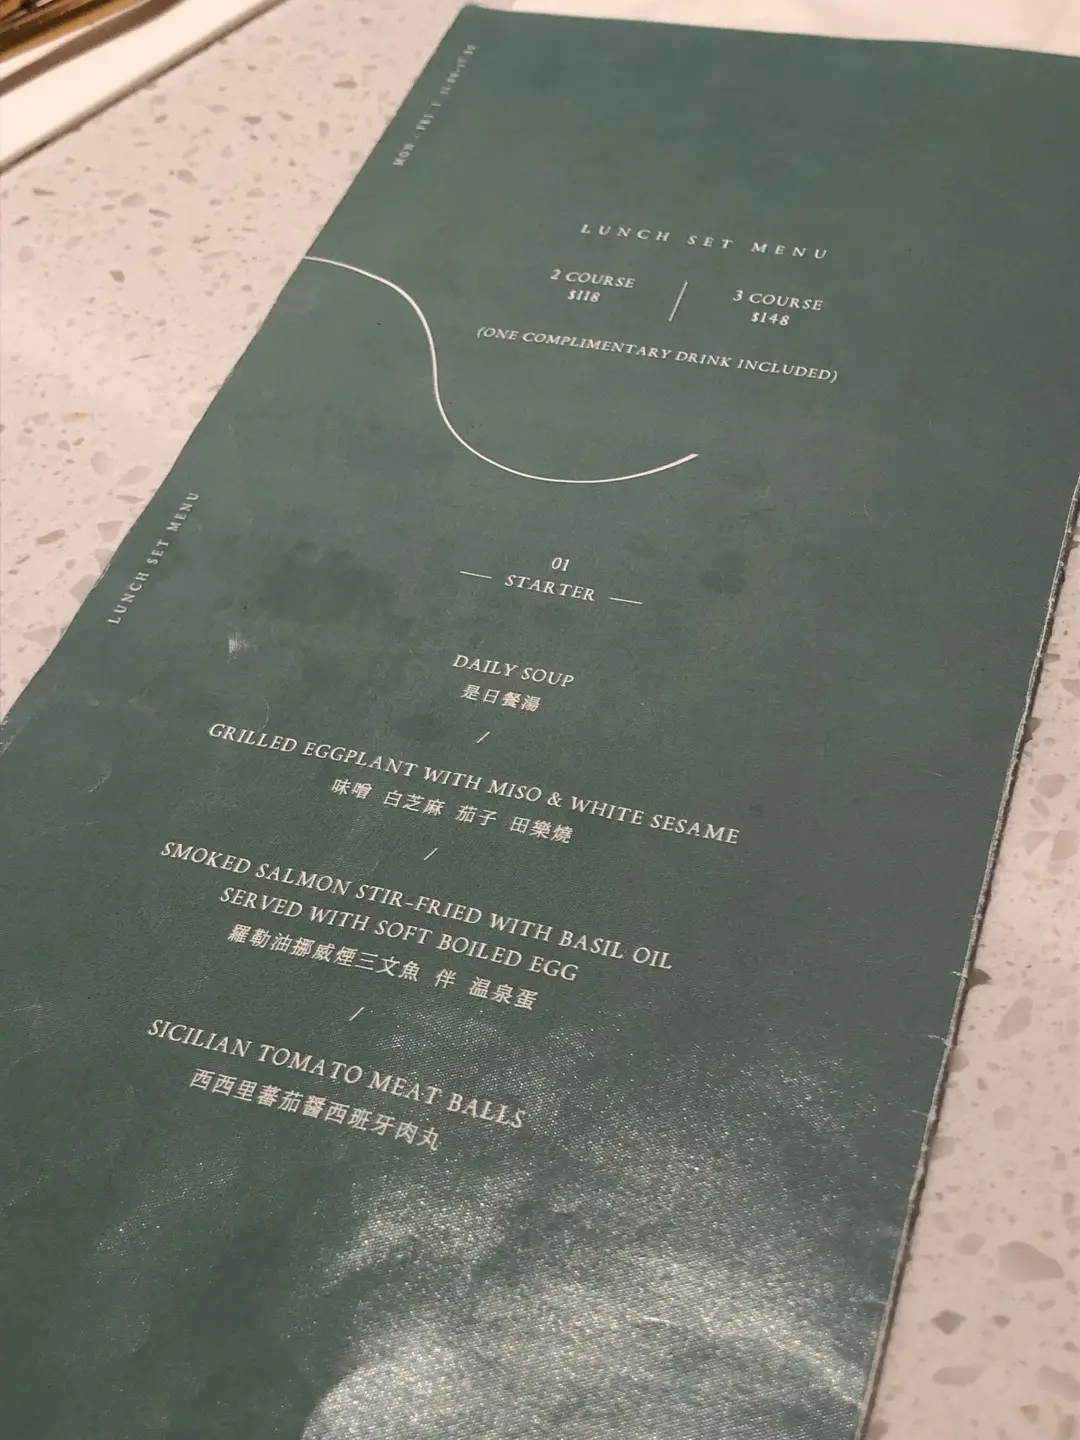 MON - FRI
LUNCH SET MENU
2 COURSE
$118
3 COURSE
$148
(ONE COMPLIMENTARY DRINK INCLUDED)
LUNCH SET MENU
01
STARTER
DAILY SOUP
是日餐湯
/
GRILLED EGGPLANT WITH MISO & WHITE SESAME
味噌 白芝麻 茄子 田樂燒
/
SMOKED SALMON STIR-FRIED WITH BASIL OIL
SERVED WITH SOFT BOILED EGG
羅勒油挪威煙三文魚 伴 溫泉蛋
/
SICILIAN TOMATO MEAT BALLS
西西里蕃茄醬西班牙肉丸